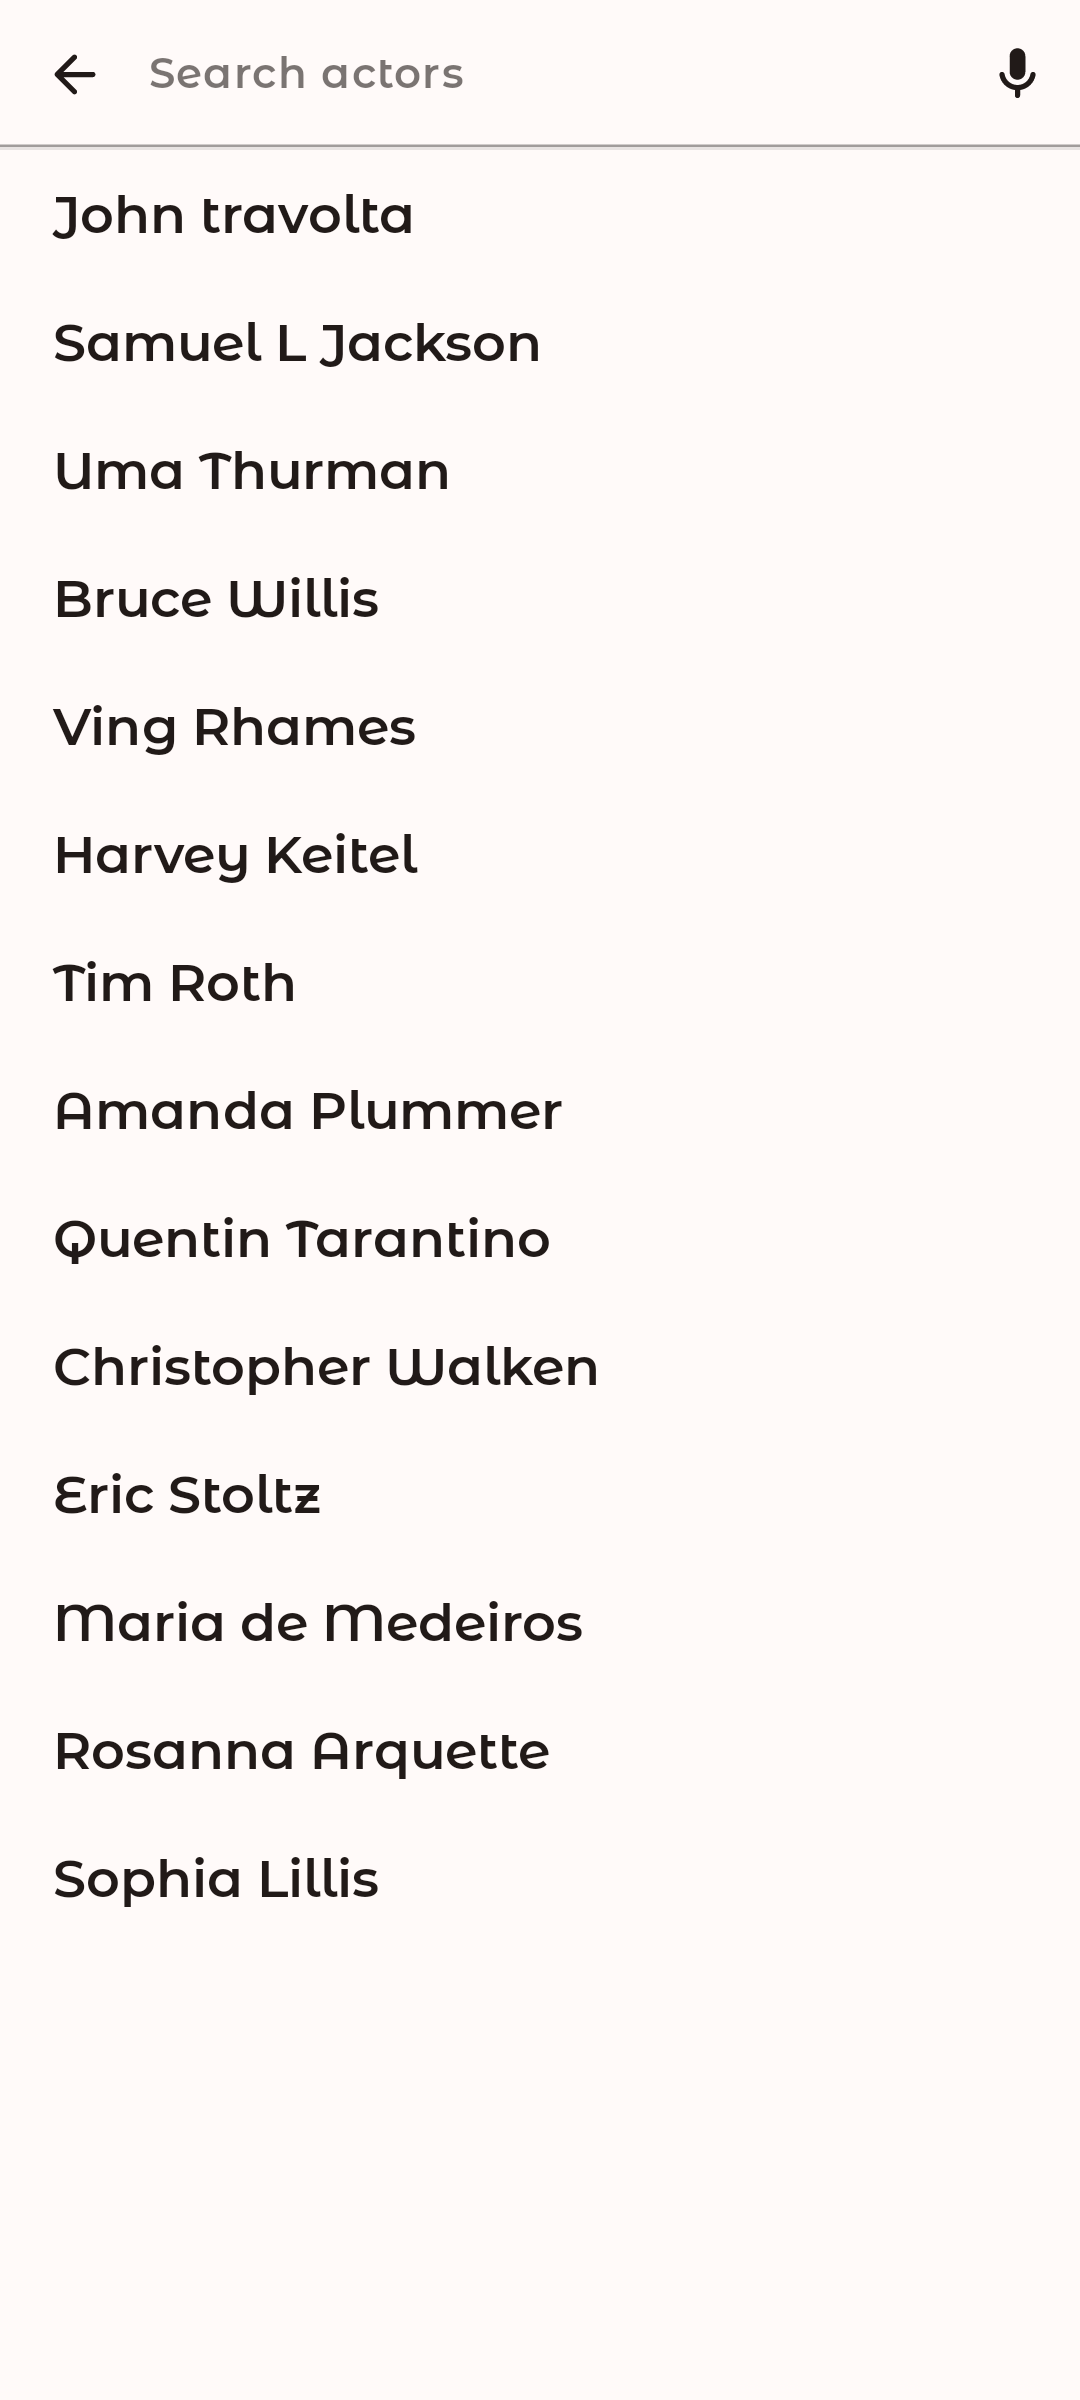 Search actors
John travolta
Samuel L Jackson
Uma Thurman
Bruce Willis
Ving Rhames
Harvey Keitel
Tim Roth
Amanda Plummer
Quentin Tarantino
Christopher Walken
Eric Stoltz
Maria de Medeiros
Rosanna Arquette
Sophia Lillis